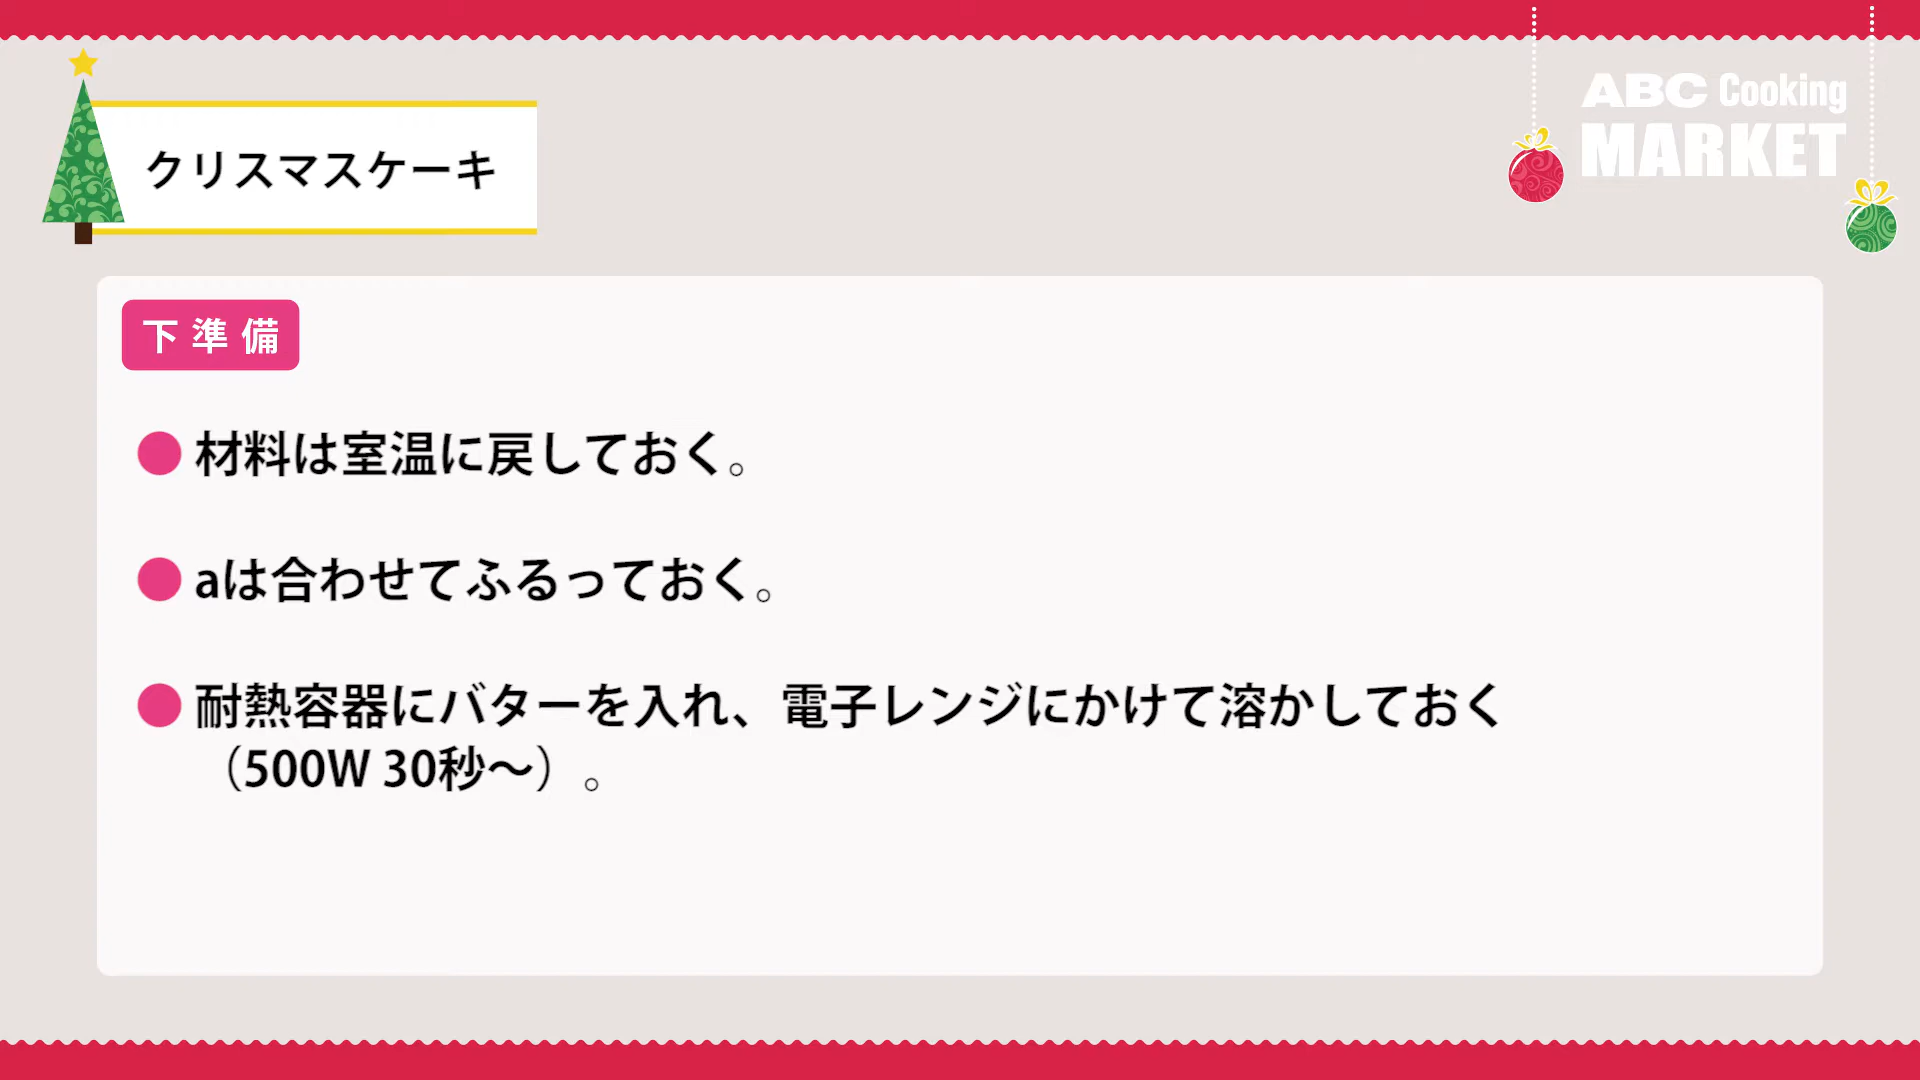 ABC Cooking
MARKET
クリスマスケーキ
下準備
●材料は室温に戻しておく。
●aは合わせてふるっておく。
●耐熱容器にバターを入れ、電子レンジにかけて溶かしておく
（500W 30秒～）。